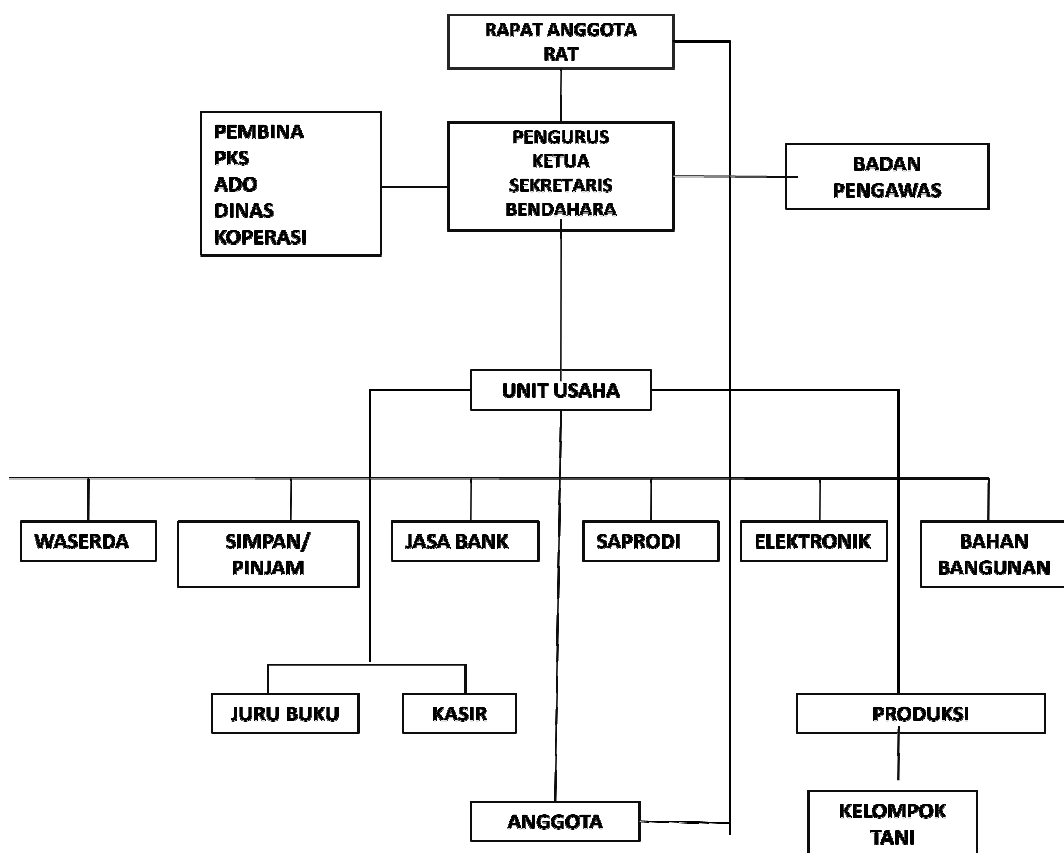 RAPAT ANGGOTA
RAT
PEMBINA
PKS
ADO
DINAS
KOPERASI
PENGURUS
KETUA
SEKRETARIS
BENDAHARA
BADAN
PENGAWAS
UNIT USAHA
WASERDA
SIMPAN/
PINJAM
JASA BANK
SAPRODI
ELEKTRONIK
BAHAN
BANGUNAN
JURU BUKU
KASIR
PRODUKSI
ANGGOTA
KELOMPOK
TANI